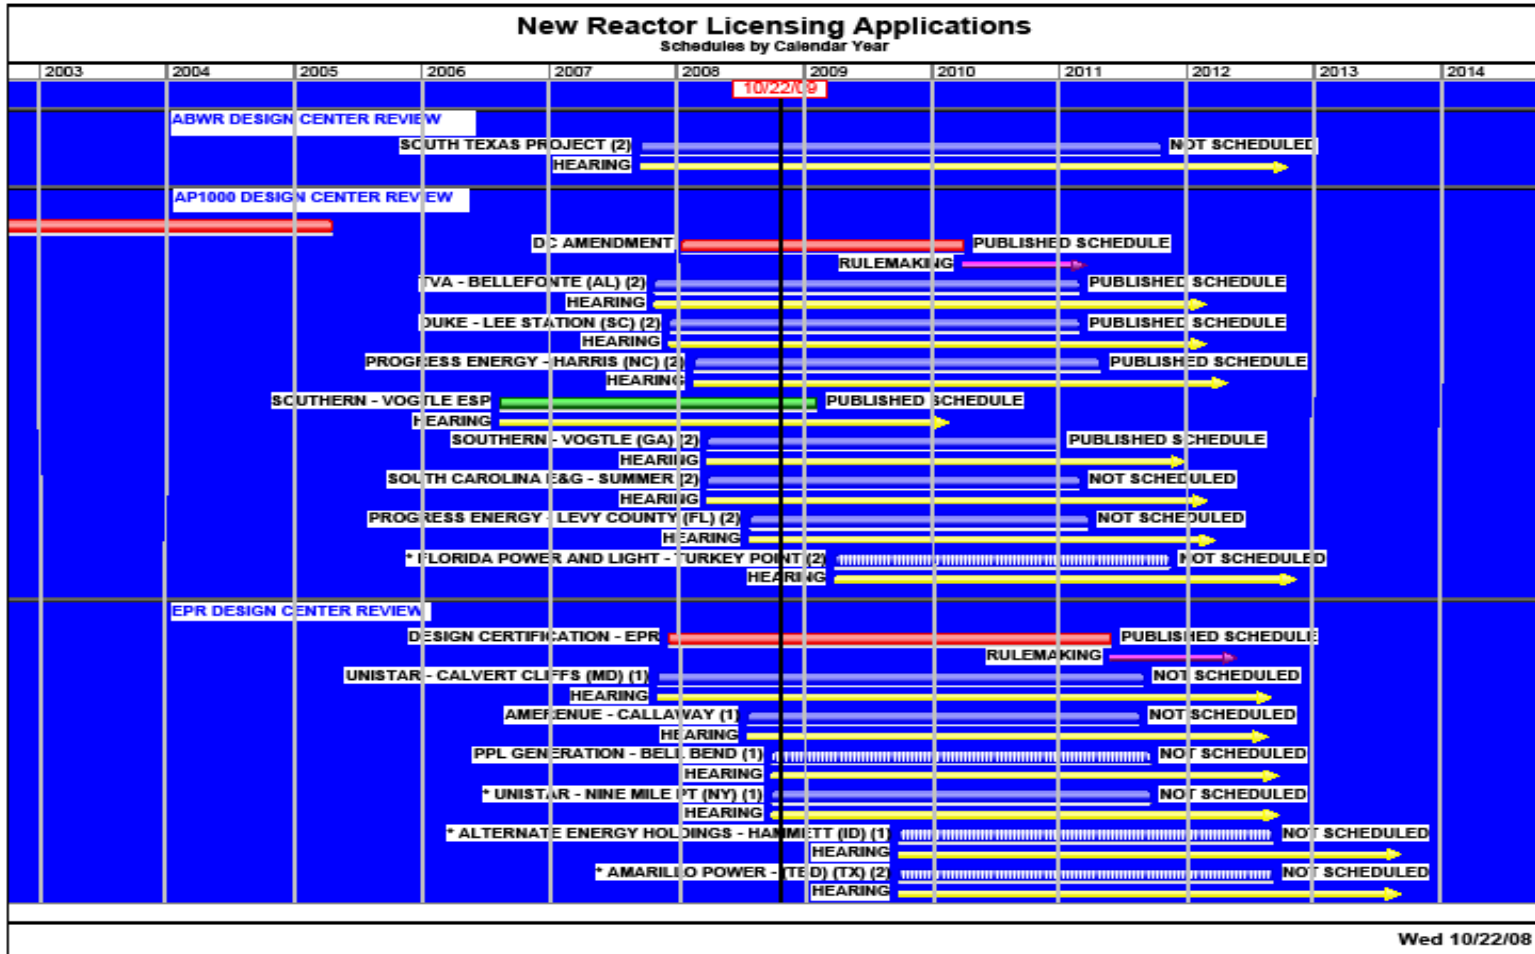 New Reactor Licensing Applications
Schedules by Calendar Year
2003 2004 2005 2006 2007 2008 2009 2010 2011 2012 2013 2014
10/22/09
ABWR DESIGN CENTER REVIEW
SOUTH TEXAS PROJECT (2) NOT SCHEDULED
HEARING
AP1000 DESIGN CENTER REVIEW
DC AMENDMENT PUBLISHED SCHEDULE
RULEMAKING
TVA - BELLEFONTE (AL) (2) PUBLISHED SCHEDULE
HEARING
DUKE - LEE STATION (SC) (2) PUBLISHED SCHEDULE
HEARING
PROGRESS ENERGY - HARRIS (NC) (2) PUBLISHED SCHEDULE
HEARING
SOUTHERN - VOGTLE ESP PUBLISHED SCHEDULE
HEARING
SOUTHERN - VOGTLE (GA) (2) PUBLISHED SCHEDULE
HEARING
SOUTH CAROLINA E&G - SUMMER (2) NOT SCHEDULED
HEARING
PROGRESS ENERGY - LEVY COUNTY (FL) (2) NOT SCHEDULED
HEARING
* FLORIDA POWER AND LIGHT - TURKEY POINT (2) NOT SCHEDULED
HEARING
EPR DESIGN CENTER REVIEW
DESIGN CERTIFICATION - EPR PUBLISHED SCHEDULE
RULEMAKING
UNISTAR - CALVERT CLIFFS (MD) (1) NOT SCHEDULED
HEARING
AMERENUE - CALLAWAY (1) NOT SCHEDULED
HEARING
PPL GENERATION - BELL BEND (1) NOT SCHEDULED
HEARING
* UNISTAR - NINE MILE PT (NY) (1) NOT SCHEDULED
HEARING
* ALTERNATE ENERGY HOLDINGS - HAMMETT (ID) (1) NOT SCHEDULED
HEARING
* AMARILLO POWER - (TBD) (TX) (2) NOT SCHEDULED
HEARING
Wed 10/22/08